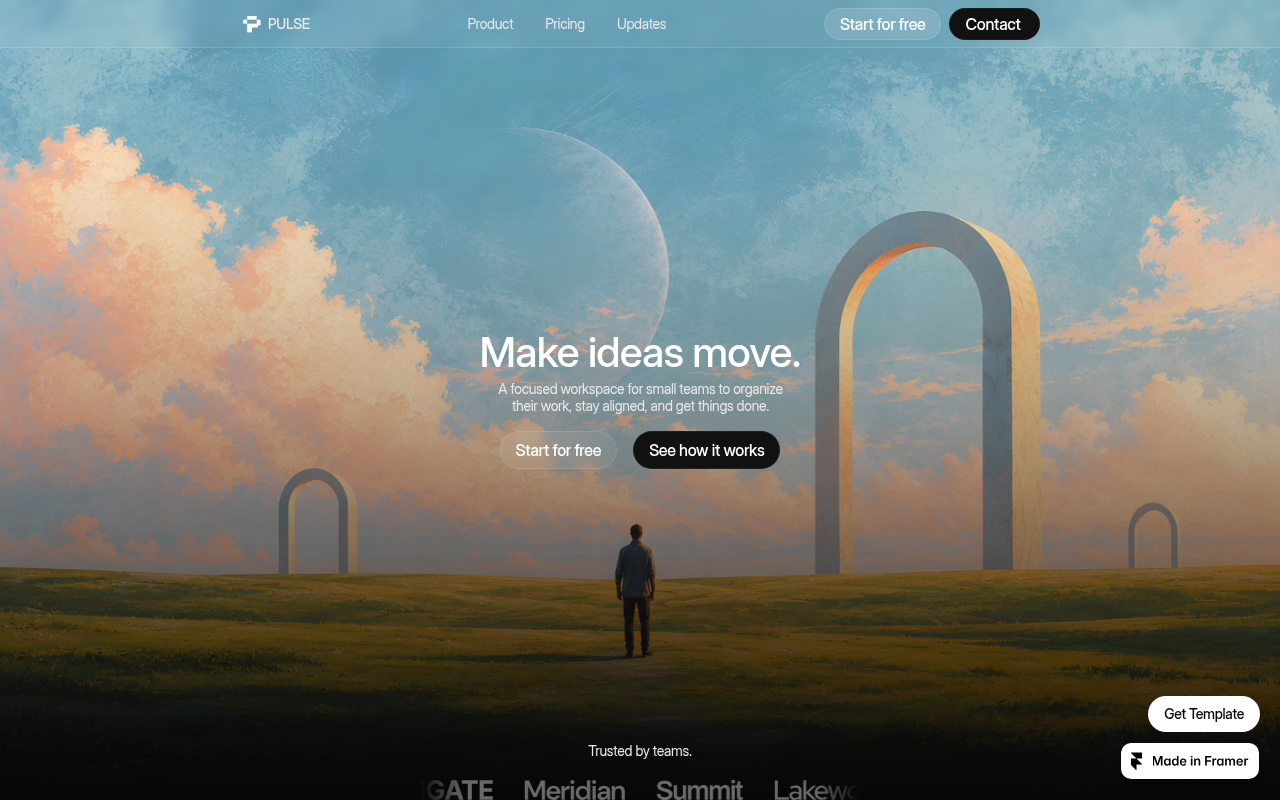 PULSE
Product
Pricing
Updates
Start for free
Contact
Make ideas move.
A focused workspace for small teams to organize
their work, stay aligned, and get things done.
Start for free
See how it works
Get Template
Trusted by teams.
Made in Framer
GATE
Meridian
Summit